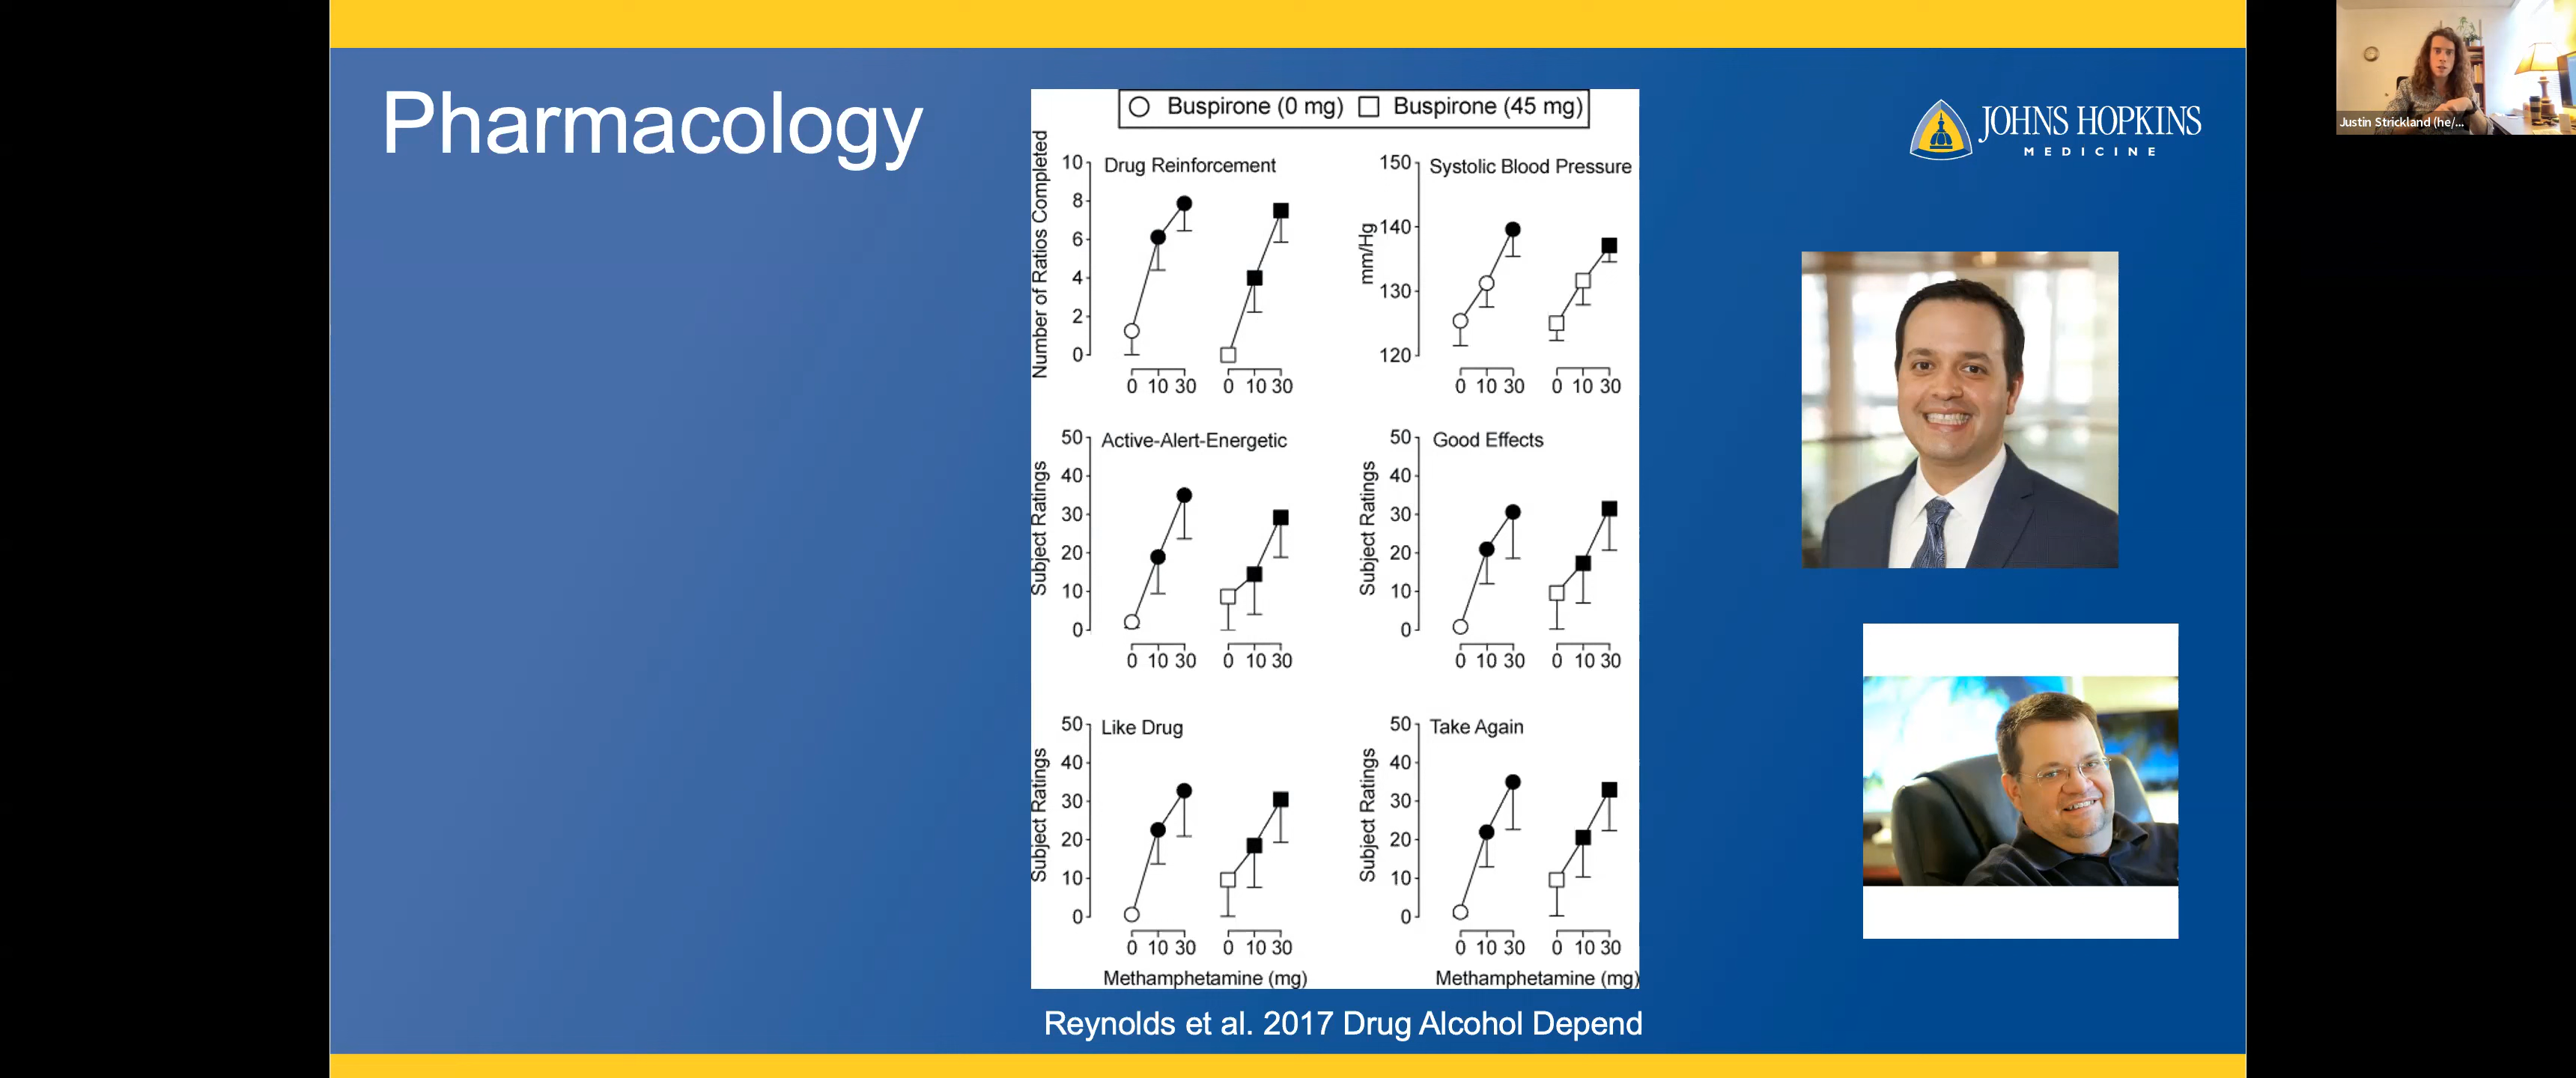 Pharmacology
Buspirone (0 mg) Buspirone (45 mg)
Number of Ratios Completed
10
8
6
4
2
0
Drug Reinforcement
0 10 30 0 10 30
mm/Hg
150
140
130
120
Systolic Blood Pressure
0 10 30 0 10 30
Subject Ratings
50
40
30
20
10
0
Active-Alert-Energetic
0 10 30 0 10 30
Subject Ratings
50
40
30
20
10
0
Good Effects
0 10 30 0 10 30
Subject Ratings
50
40
30
20
10
0
Like Drug
0 10 30 0 10 30
Methamphetamine (mg)
Subject Ratings
50
40
30
20
10
0
Take Again
0 10 30 0 10 30
Methamphetamine (mg)
Reynolds et al. 2017 Drug Alcohol Depend
JOHNS HOPKINS
MEDICINE
Justin Strickland (he/...